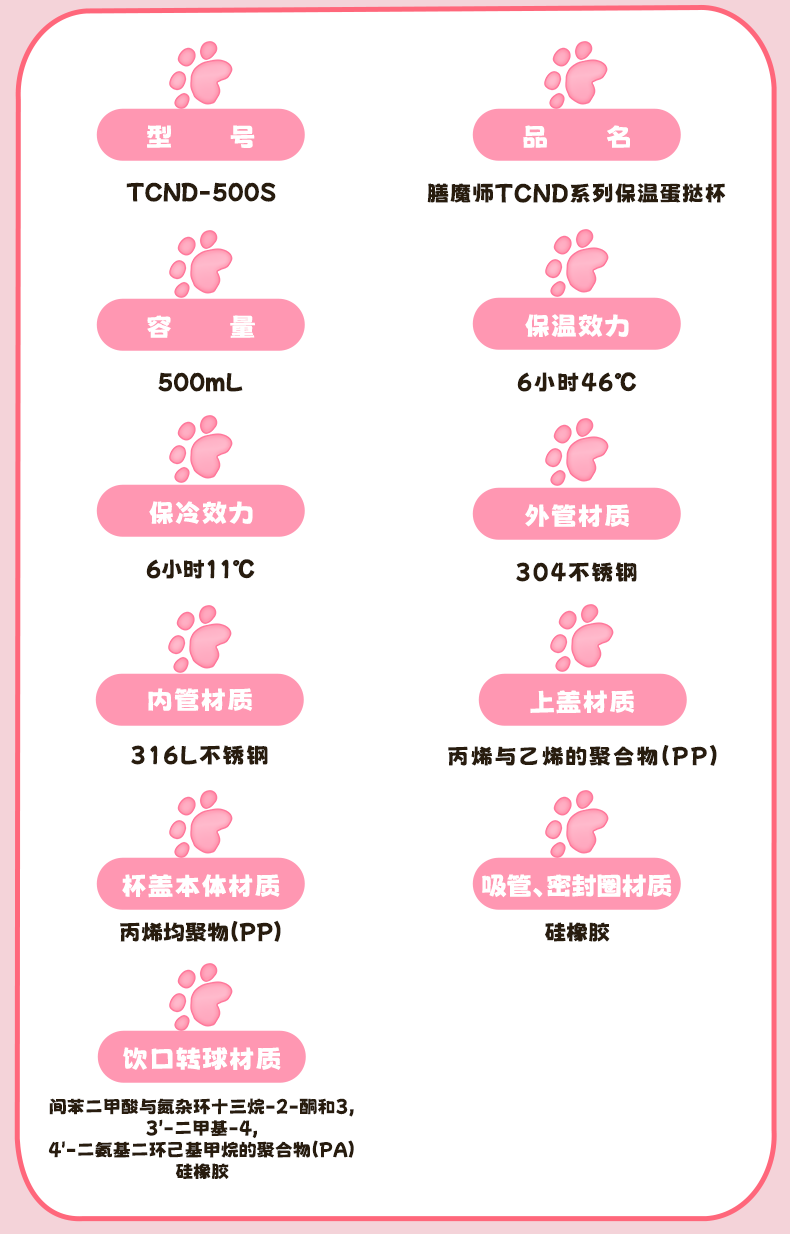 型 号
TCND-500S
品 名
膳魔师TCND系列保温蛋挞杯
容 量
500mL
保温效力
6小时46℃
保冷效力
6小时11℃
外管材质
304不锈钢
内管材质
316L不锈钢
上盖材质
丙烯与乙烯的聚合物(PP)
杯盖本体材质
丙烯均聚物(PP)
吸管、密封圈材质
硅橡胶
饮口转球材质
间苯二甲酸与氮杂环十三烷-2-酮和3,
3'-二甲基-4,
4'-二氨基二环己基甲烷的聚合物(PA)
硅橡胶